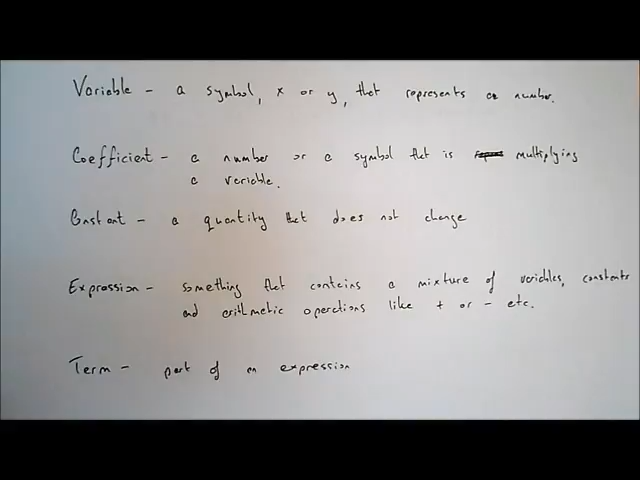 Variable - a symbol, x or y, that represents a number.
Coefficient - a number or a symbol that is multiplying
a variable.
Constant - a quantity that does not change
Expression - something that contains a mixture of variables, constants
and arithmetic operations like + or - etc.
Term - part of an expression